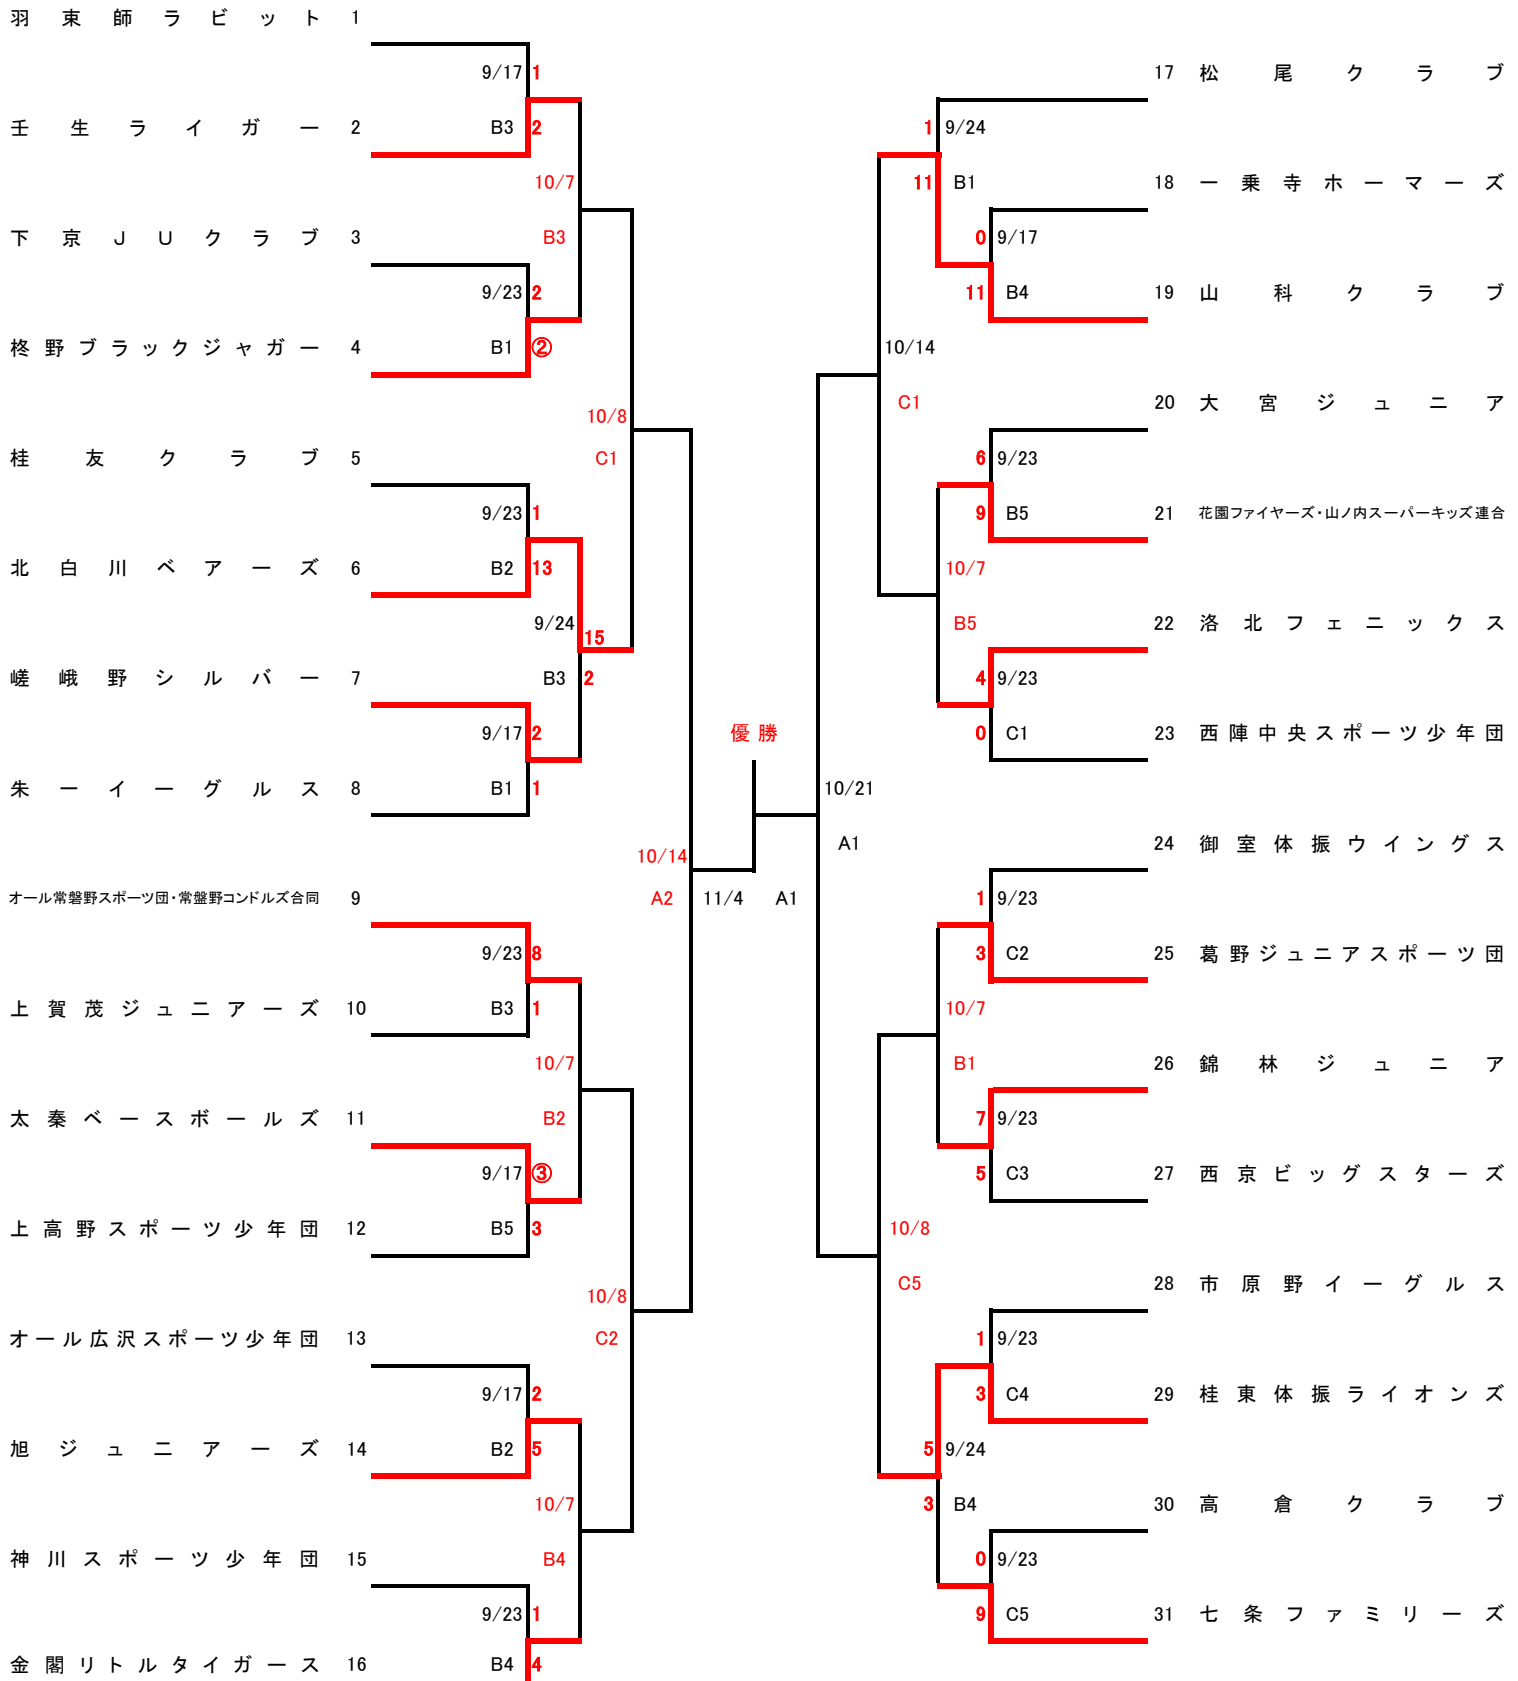 羽束師ラビット 1
9/17 1
壬生ライガー 2 B3 2
10/7
下京JUクラブ 3 B3
9/23 2
柊野ブラックジャガー 4 B1 ②
10/8
桂友クラブ 5 C1
9/23 1
北白川ベアーズ 6 B2 13
9/24 15
嵯峨野シルバー 7 B3 2
9/17 2
朱一イーグルス 8 B1 1
10/14
オール常磐野スポーツ団・常盤野コンドルズ合同 9 A2 11/4
9/23 8
上賀茂ジュニアーズ 10 B3 1
10/7
太秦ベースボールズ 11 B2
9/17 ③
上高野スポーツ少年団 12 B5 3
10/8
オール広沢スポーツ少年団 13 C2
9/17 2
旭ジュニアーズ 14 B2 5
10/7
神川スポーツ少年団 15 B4
9/23 1
金閣リトルタイガース 16 B4 4
優勝
17 松尾クラブ
1 9/24
11 B1 18 一乗寺ホーマーズ
0 9/17
11 B4 19 山科クラブ
10/14
C1 20 大宮ジュニア
6 9/23
9 B5 21 花園ファイヤーズ・山ノ内スーパーキッズ連合
10/7
B5 22 洛北フェニックス
4 9/23
0 C1 23 西陣中央スポーツ少年団
10/21
A1 24 御室体振ウイングス
A1 1 9/23
3 C2 25 葛野ジュニアスポーツ団
10/7
B1 26 錦林ジュニア
7 9/23
5 C3 27 西京ビッグスターズ
10/8
C5 28 市原野イーグルス
1 9/23
3 C4 29 桂東体振ライオンズ
5 9/24
3 B4 30 高倉クラブ
0 9/23
9 C5 31 七条ファミリーズ